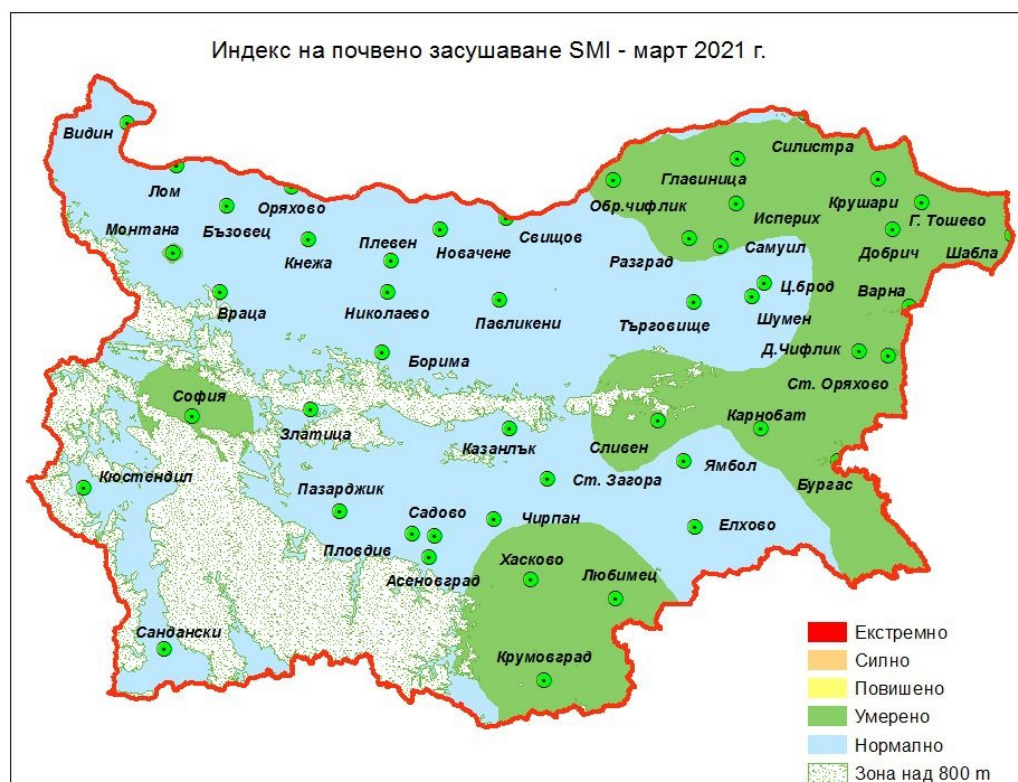 Индекс на почвено засушаване SMI - март 2021 г.
Видин
Силистра
Лом
Главиница
Оряхово
Обр.чифлик
Крушари
Г. Тошево
Исперих
Монтана
Бъзовец
Свищов
Плевен
Новачене
Кнежа
Разград
Самуил
Добрич
Шабла
Ц.брод
Варна
Враца
Николаево
Павликени
Търговище
Шумен
Д.Чифлик
Борима
Ст. Оряхово
София
Златица
Казанлък
Сливен
Карнобат
Ямбол
Кюстендил
Ст. Загора
Бургас
Пазарджик
Садово
Чирпан
Елхово
Пловдив
Хасково
Асеновград
Любимец
Сандански
Крумовград
Екстремно
Силно
Повишено
Умерено
Нормално
Зона над 800 m